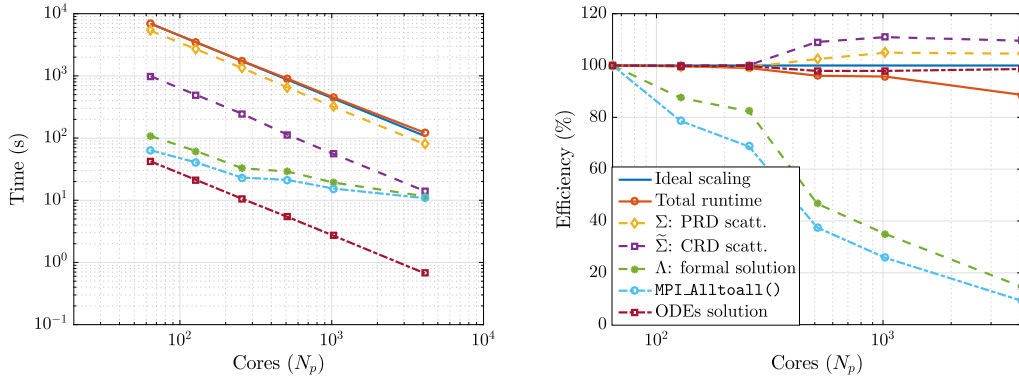 10^4
10^3
10^2
10^1
10^0
10^-1
Time (s)
10^2
10^3
10^4
Cores (N_p)
120
100
80
60
40
20
0
Efficiency (%)
10^2
10^3
Cores (N_p)
Ideal scaling
Total runtime
Σ: PRD scatt.
Σ̃: CRD scatt.
Λ: formal solution
MPI_Alltoall()
ODEs solution